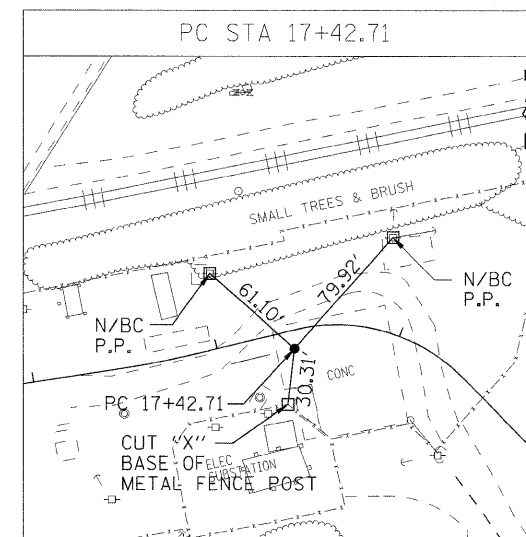 PC STA 17+42.71
SMALL TREES & BRUSH
61.10'
79.92'
N/BC
P.P.
N/BC
P.P.
30.31'
CONC
PC 17+42.71
CUT "X"
BASE OF
METAL FENCE POST
ELEC
SUBSTATION